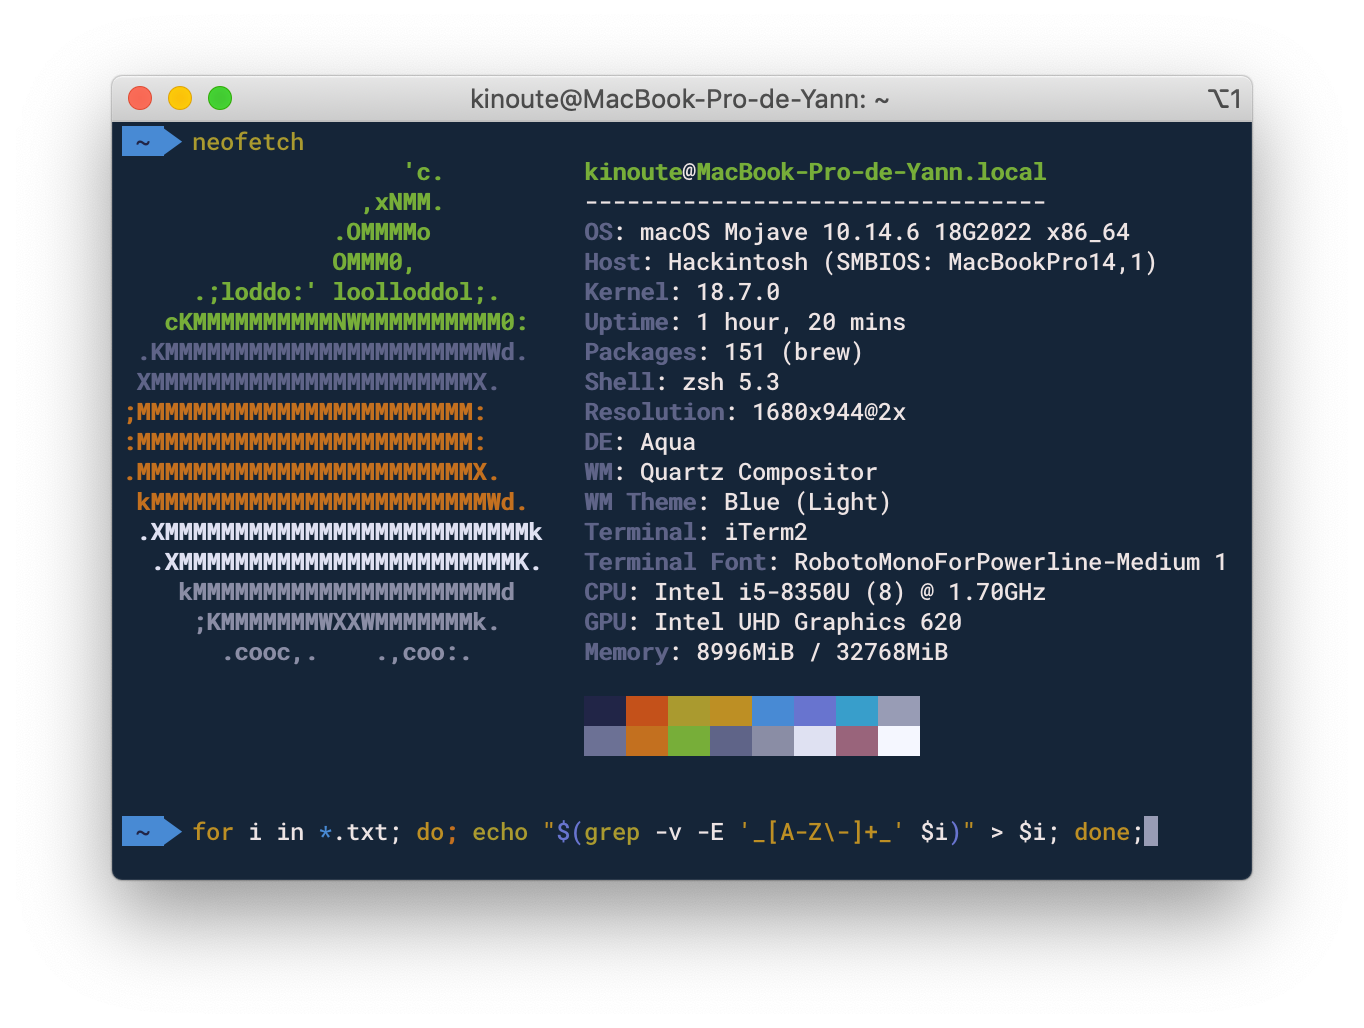 kinoute@MacBook-Pro-de-Yann: ~
⌥1
~ neofetch
'c.
kinoute@MacBook-Pro-de-Yann.local
,xNMM.
---------------------------------
.OMMMMo
OS: macOS Mojave 10.14.6 18G2022 x86_64
OMMM0,
Host: Hackintosh (SMBIOS: MacBookPro14,1)
.;loddo:' loolloddol;.
Kernel: 18.7.0
cKMMMMMMMMMMNWMMMMMMMMMM0:
Uptime: 1 hour, 20 mins
.KMMMMMMMMMMMMMMMMMMMMMMMWd.
Packages: 151 (brew)
XMMMMMMMMMMMMMMMMMMMMMMMX.
Shell: zsh 5.3
;MMMMMMMMMMMMMMMMMMMMMMMM:
Resolution: 1680x944@2x
:MMMMMMMMMMMMMMMMMMMMMMMM:
DE: Aqua
.MMMMMMMMMMMMMMMMMMMMMMMMX.
WM: Quartz Compositor
kMMMMMMMMMMMMMMMMMMMMMMMMWd.
WM Theme: Blue (Light)
.XMMMMMMMMMMMMMMMMMMMMMMMMMMk
Terminal: iTerm2
.XMMMMMMMMMMMMMMMMMMMMMMMMK.
Terminal Font: RobotoMonoForPowerline-Medium 1
kMMMMMMMMMMMMMMMMMMMMMMd
CPU: Intel i5-8350U (8) @ 1.70GHz
;KMMMMMMMWXXWMMMMMMMk.
GPU: Intel UHD Graphics 620
.cooc,.    .,coo:.
Memory: 8996MiB / 32768MiB
~ for i in *.txt; do; echo "$(grep -v -E '_[A-Z\-]+_' $i)" > $i; done;